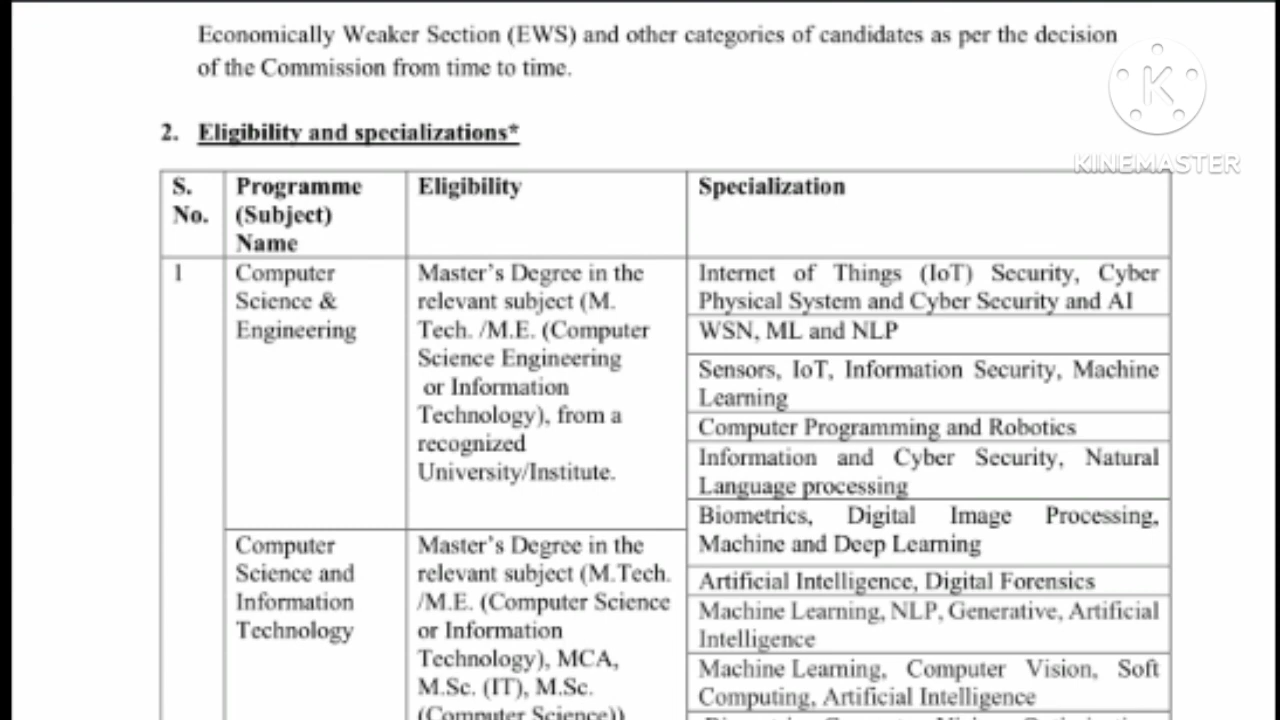 Economically Weaker Section (EWS) and other categories of candidates as per the decision
of the Commission from time to time.
K
KINEMASTER
2. Eligibility and specializations*
S.
No.
Programme
(Subject)
Name
Eligibility
Specialization
1
Computer
Science &
Engineering
Master's Degree in the
relevant subject (M.
Tech. /M.E. (Computer
Science Engineering
or Information
Technology), from a
recognized
University/Institute.
Internet of Things (IoT) Security, Cyber
Physical System and Cyber Security and AI
WSN, ML and NLP
Sensors, IoT, Information Security, Machine
Learning
Computer Programming and Robotics
Information and Cyber Security, Natural
Language processing
Biometrics, Digital Image Processing,
Machine and Deep Learning
Computer
Science and
Information
Technology
Master's Degree in the
relevant subject (M.Tech.
/M.E. (Computer Science
or Information
Technology), MCA,
M.Sc. (IT), M.Sc.
(Computer Science))
Artificial Intelligence, Digital Forensics
Machine Learning, NLP, Generative, Artificial
Intelligence
Machine Learning, Computer Vision, Soft
Computing, Artificial Intelligence